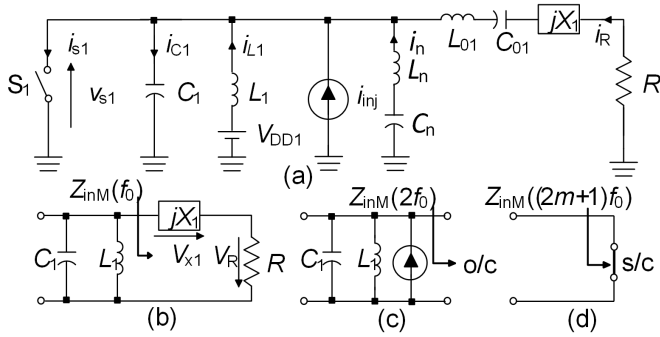 i_s1 i_C1 i_L1 i_n L_01 C_01 jX_1 i_R
S_1 v_s1 C_1 L_1 i_inj L_n R
V_DD1 C_n
(a)
Z_inM(f_0) jX_1 Z_inM(2f_0) Z_inM((2m+1)f_0)
C_1 L_1 V_x1 V_R R C_1 L_1 o/c s/c
(b) (c) (d)